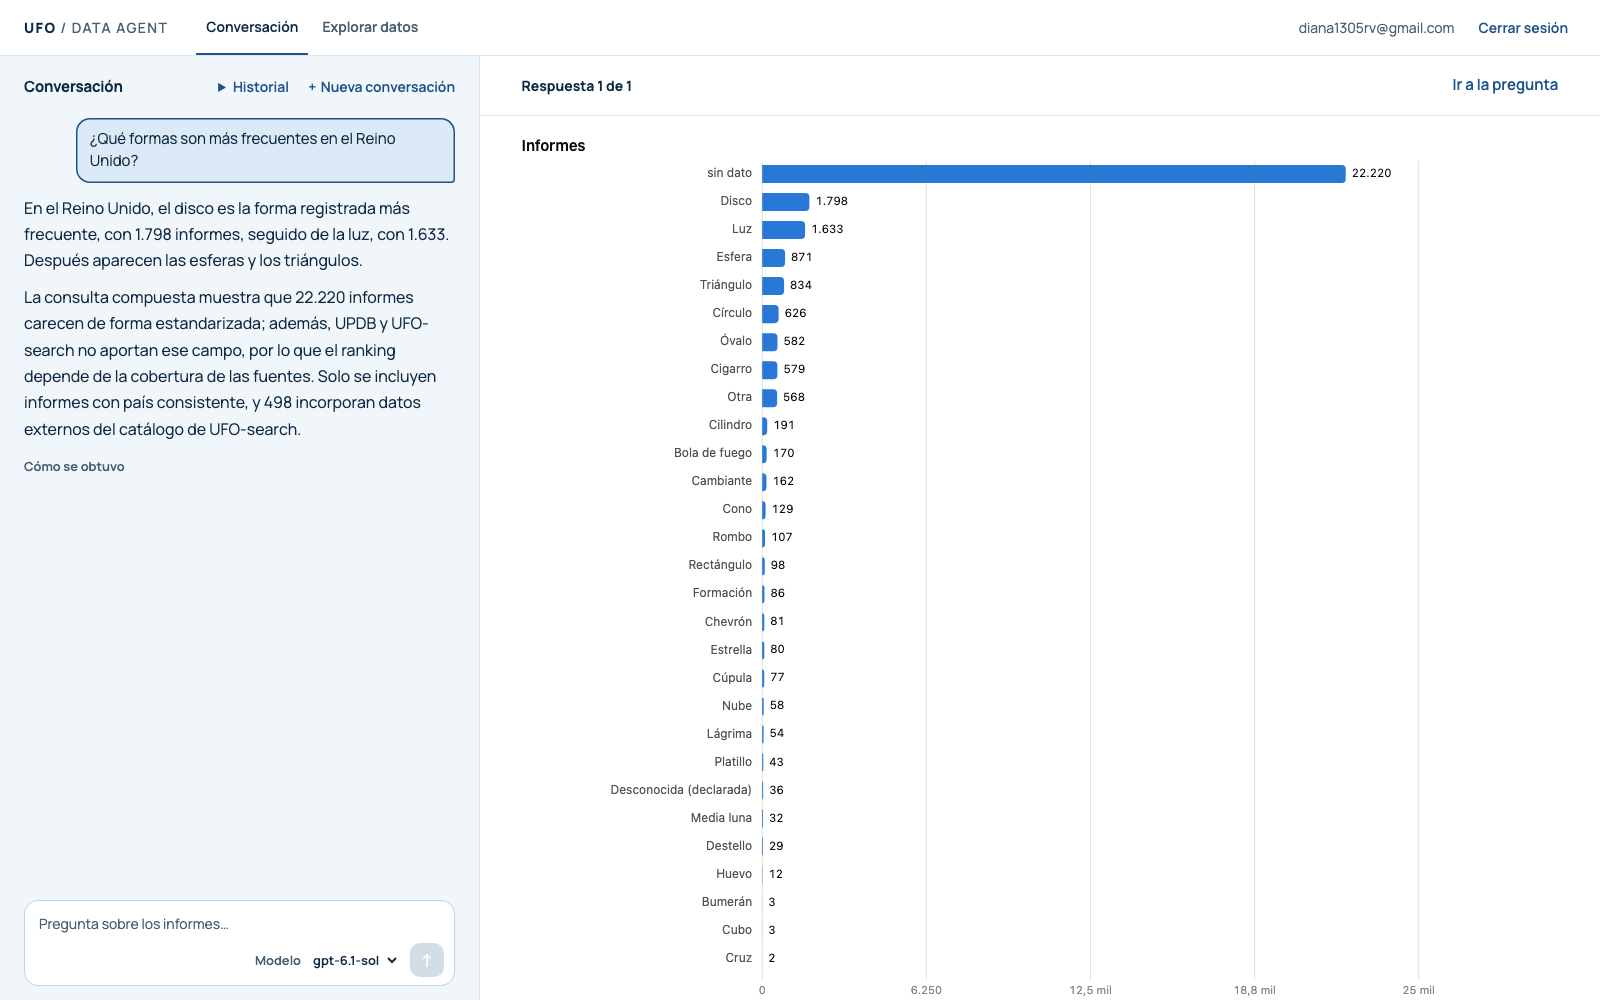 UFO / DATA AGENT
Conversación
Explorar datos
diana1305rv@gmail.com
Cerrar sesión
Conversación
▶ Historial
+ Nueva conversación
¿Qué formas son más frecuentes en el Reino
Unido?
En el Reino Unido, el disco es la forma registrada más
frecuente, con 1.798 informes, seguido de la luz, con 1.633.
Después aparecen las esferas y los triángulos.
La consulta compuesta muestra que 22.220 informes
carecen de forma estandarizada; además, UPDB y UFO-
search no aportan ese campo, por lo que el ranking
depende de la cobertura de las fuentes. Solo se incluyen
informes con país consistente, y 498 incorporan datos
externos del catálogo de UFO-search.
Cómo se obtuvo
Pregunta sobre los informes…
Modelo gpt-6.1-sol
Respuesta 1 de 1
Ir a la pregunta
Informes
sin dato 22.220
Disco 1.798
Luz 1.633
Esfera 871
Triángulo 834
Círculo 626
Óvalo 582
Cigarro 579
Otra 568
Cilindro 191
Bola de fuego 170
Cambiante 162
Cono 129
Rombo 107
Rectángulo 98
Formación 86
Chevrón 81
Estrella 80
Cúpula 77
Nube 58
Lágrima 54
Platillo 43
Desconocida (declarada) 36
Media luna 32
Destello 29
Huevo 12
Bumerán 3
Cubo 3
Cruz 2
0 6.250 12,5 mil 18,8 mil 25 mil